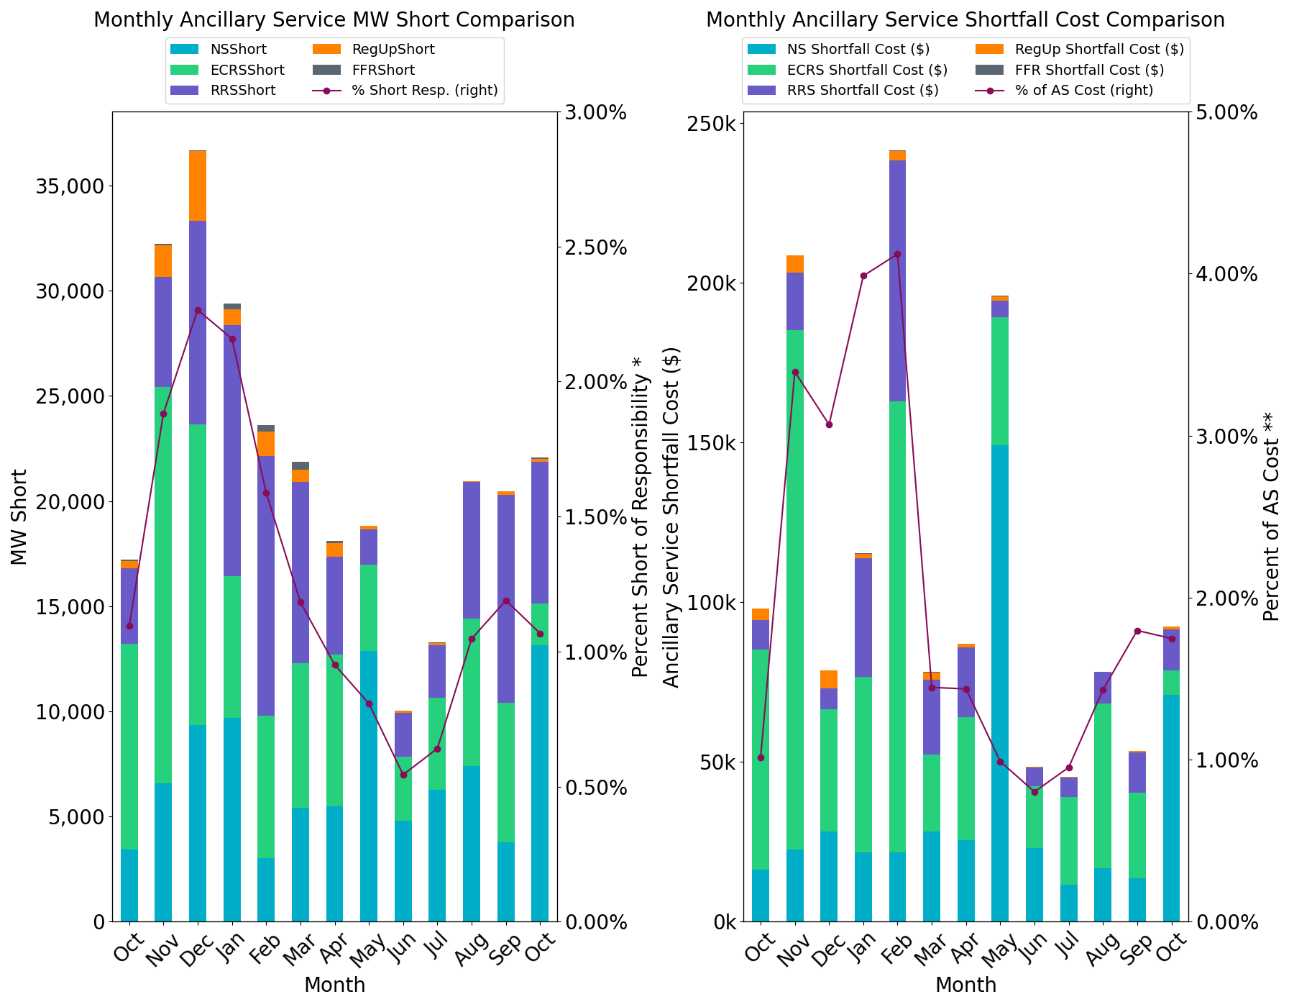 Monthly Ancillary Service MW Short Comparison
NSShort
ECRSShort
RRSShort
RegUpShort
FFRShort
% Short Resp. (right)
MW Short
35,000
30,000
25,000
20,000
15,000
10,000
5,000
0
3.00%
2.50%
2.00%
1.50%
1.00%
0.50%
0.00%
Percent Short of Responsibility *
Oct
Nov
Dec
Jan
Feb
Mar
Apr
May
Jun
Jul
Aug
Sep
Oct
Month
Monthly Ancillary Service Shortfall Cost Comparison
NS Shortfall Cost ($)
ECRS Shortfall Cost ($)
RRS Shortfall Cost ($)
RegUp Shortfall Cost ($)
FFR Shortfall Cost ($)
% of AS Cost (right)
Ancillary Service Shortfall Cost ($)
250k
200k
150k
100k
50k
0k
5.00%
4.00%
3.00%
2.00%
1.00%
0.00%
Percent of AS Cost **
Oct
Nov
Dec
Jan
Feb
Mar
Apr
May
Jun
Jul
Aug
Sep
Oct
Month